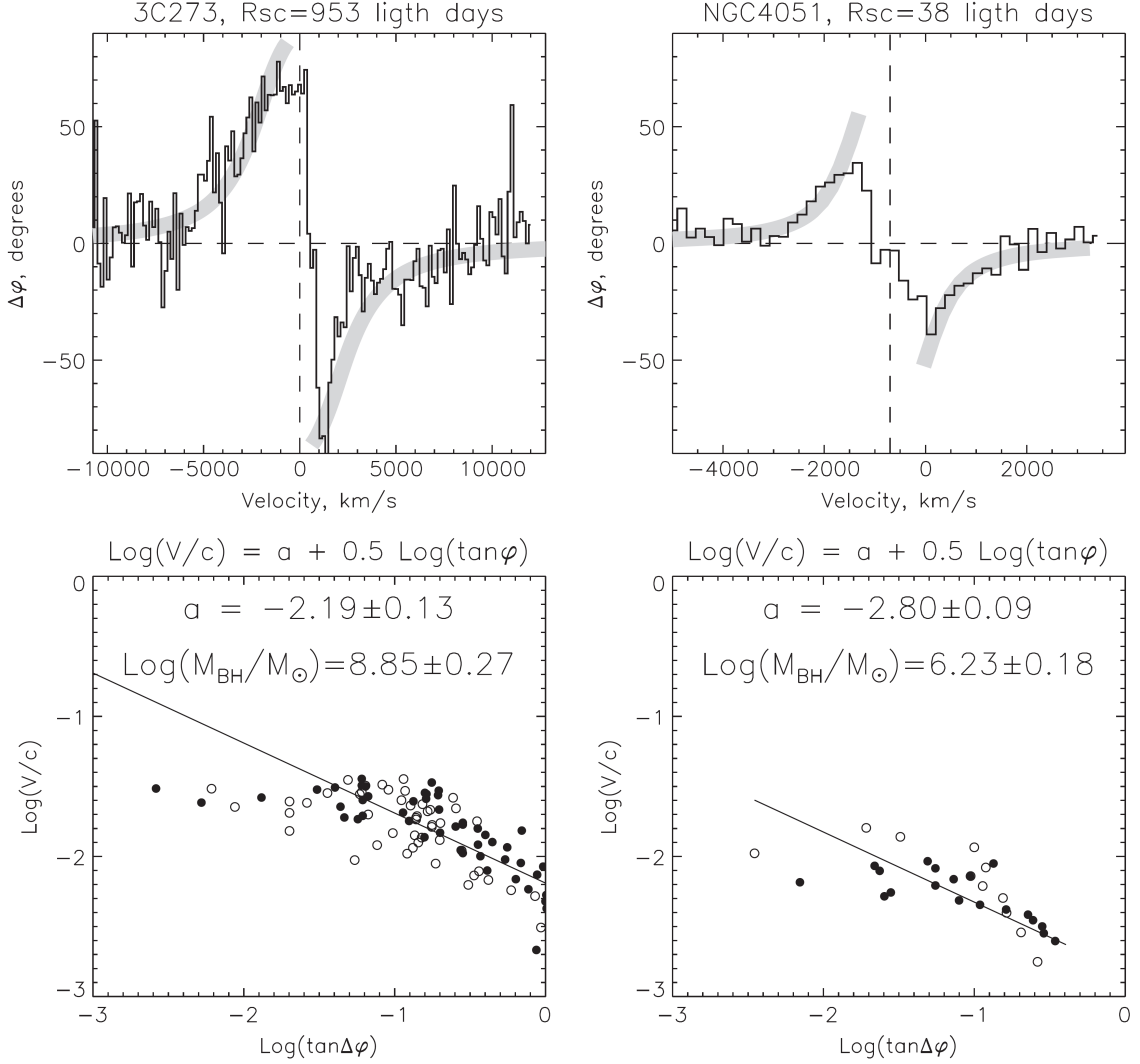 3C273, Rsc=953 ligth days
NGC4051, Rsc=38 ligth days
50
0
−50
Δφ, degrees
−10000 −5000 0 5000 10000
Velocity, km/s
50
0
−50
Δφ, degrees
−4000 −2000 0 2000
Velocity, km/s
Log(V/c) = a + 0.5 Log(tanφ)
Log(V/c) = a + 0.5 Log(tanφ)
a = −2.19±0.13
Log(M_BH/M_⊙)=8.85±0.27
0
−1
−2
−3
Log(V/c)
−3 −2 −1 0
Log(tanΔφ)
a = −2.80±0.09
Log(M_BH/M_⊙)=6.23±0.18
0
−1
−2
−3
Log(V/c)
−3 −2 −1 0
Log(tanΔφ)